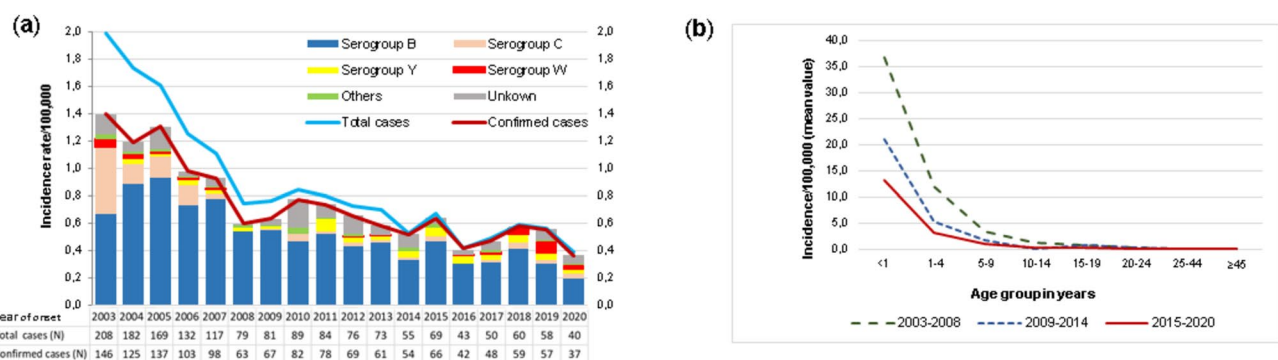 (a)
2,0
1,8
1,6
1,4
1,2
1,0
0,8
0,6
0,4
0,2
0,0
Incidence rate/100,000
Serogroup B Serogroup C
Serogroup Y Serogroup W
Others Unkown
Total cases Confirmed cases
2,0
1,8
1,6
1,4
1,2
1,0
0,8
0,6
0,4
0,2
0,0
ear of onset 2003 2004 2005 2006 2007 2008 2009 2010 2011 2012 2013 2014 2015 2016 2017 2018 2019 2020
otal cases (N) 208 182 169 132 117 79 81 89 84 76 73 55 69 43 50 60 58 40
onfirmed cases (N) 146 125 137 103 98 63 67 82 78 69 61 54 66 42 48 59 57 37
(b)
40,0
35,0
30,0
25,0
20,0
15,0
10,0
5,0
0,0
Incidence/100,000 (mean value)
<1 1-4 5-9 10-14 15-19 20-24 25-44 ≥45
Age group in years
2003-2008 2009-2014 2015-2020